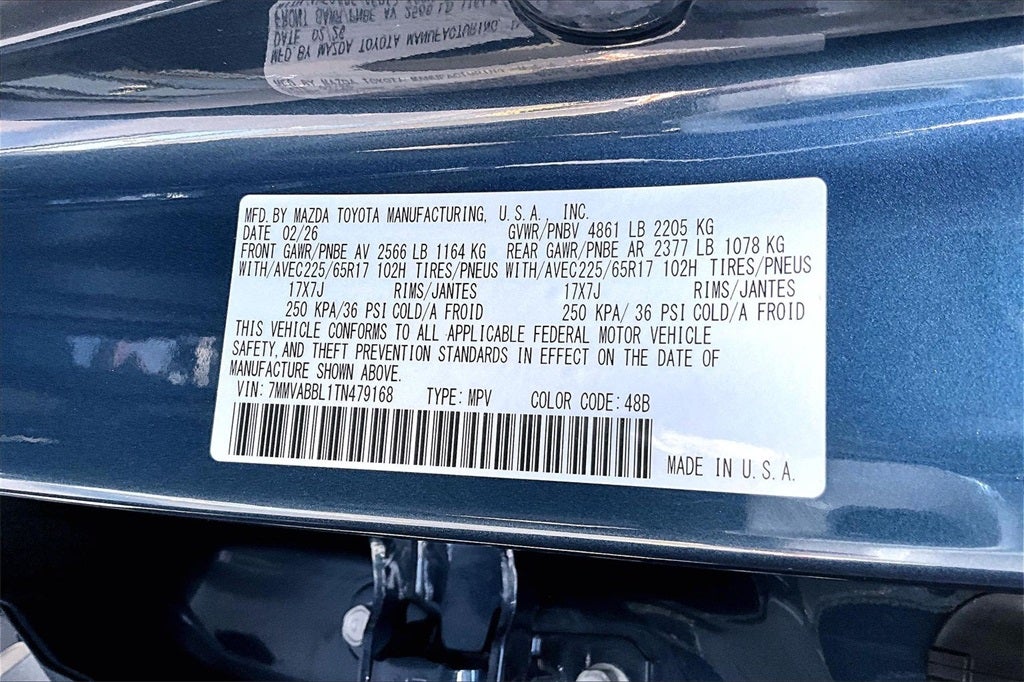 MFD. BY MAZDA TOYOTA MANUFACTURING, U.S.A., INC.
DATE 02/26 GVWR/PNBV 4861 LB 2205 KG
FRONT GAWR/PNBE AV 2566 LB 1164 KG REAR GAWR/PNBE AR 2377 LB 1078 KG
WITH/AVEC225/65R17 102H TIRES/PNEUS WITH/AVEC225/65R17 102H TIRES/PNEUS
17X7J RIMS/JANTES 17X7J RIMS/JANTES
250 KPA/36 PSI COLD/A FROID 250 KPA/ 36 PSI COLD/A FROID
THIS VEHICLE CONFORMS TO ALL APPLICABLE FEDERAL MOTOR VEHICLE
SAFETY, AND THEFT PREVENTION STANDARDS IN EFFECT ON THE DATE OF
MANUFACTURE SHOWN ABOVE.
VIN: 7MMVABBL1TN479168 TYPE: MPV COLOR CODE: 48B
MADE IN U.S.A.